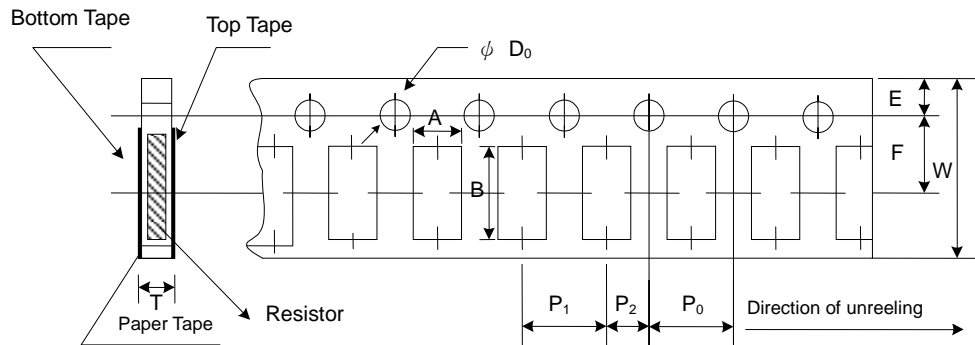 Bottom Tape
Top Tape
ψ D₀
E
A
F
W
B
P₁
P₂
P₀
Direction of unreeling
T
Resistor
Paper Tape